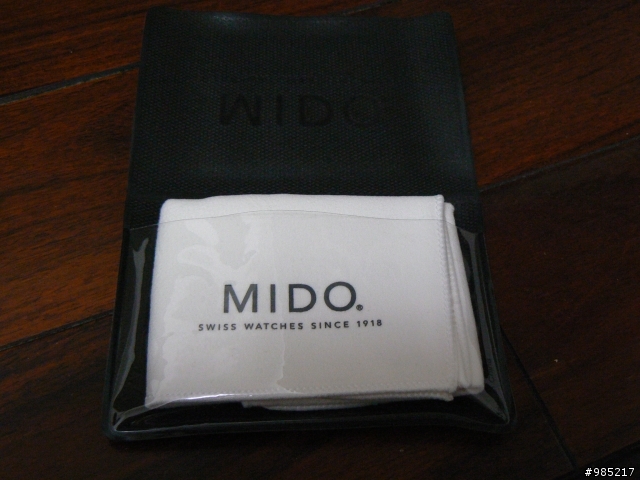 MIDO
MIDO®
SWISS WATCHES SINCE 1918
#985217